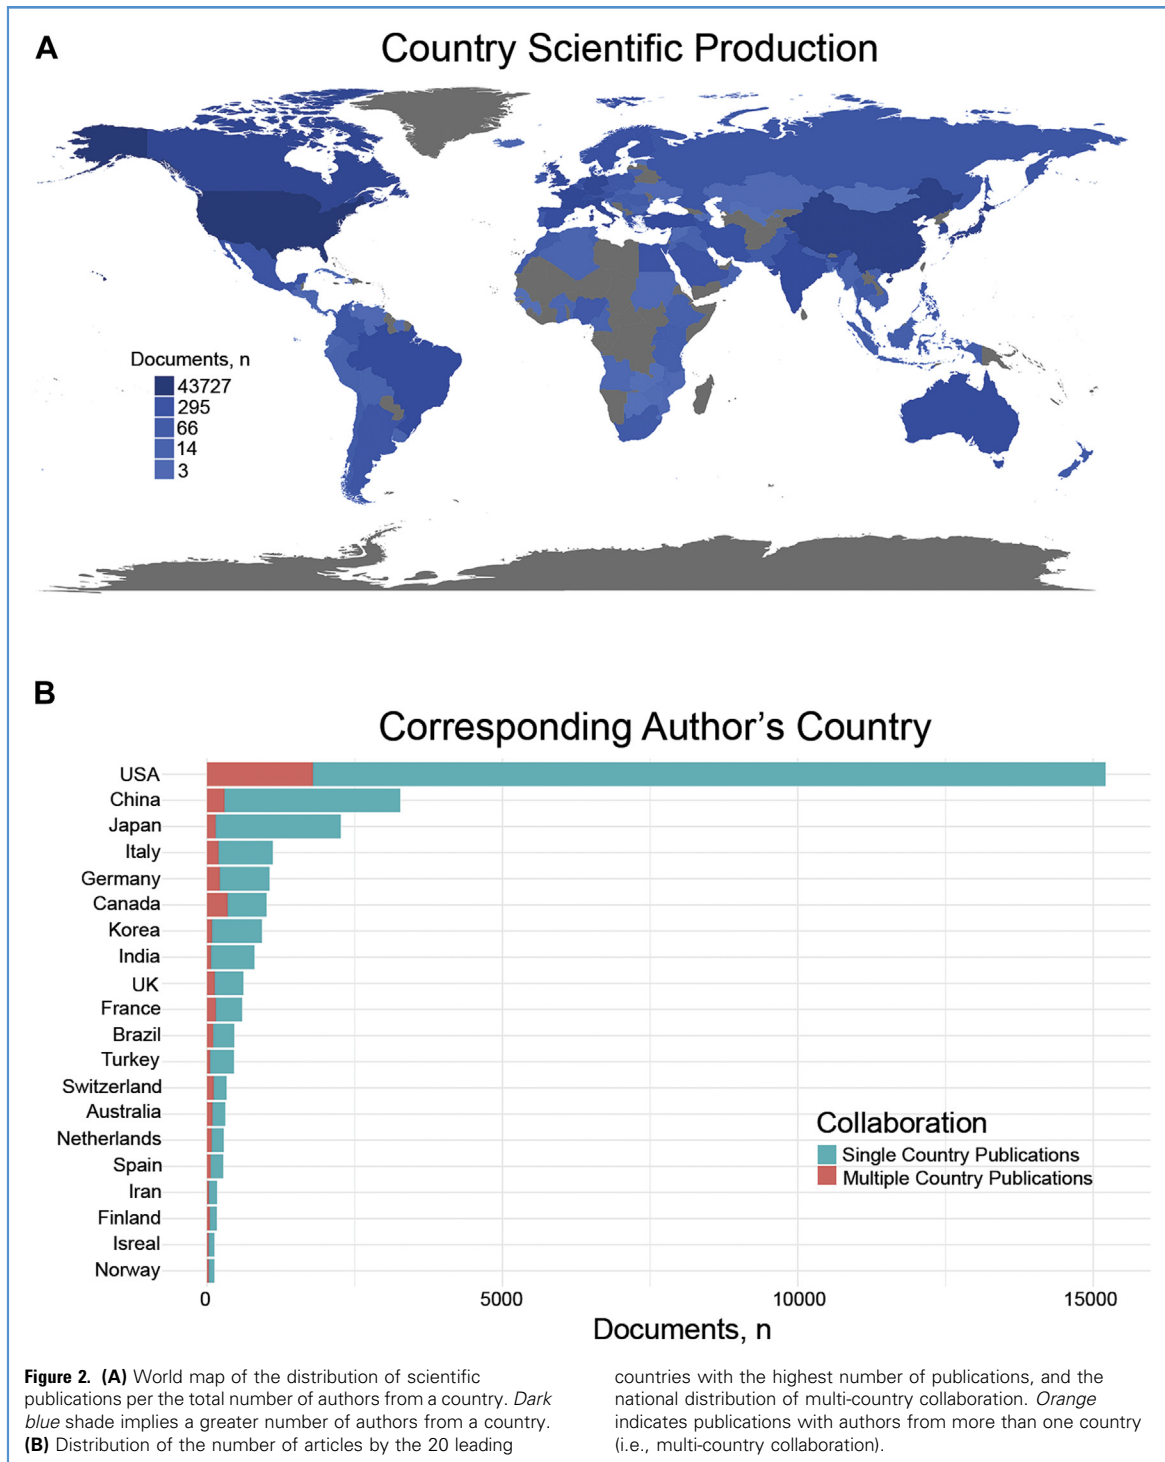 A
Country Scientific Production
Documents, n
43727
295
66
14
3
B
Corresponding Author's Country
USA
China
Japan
Italy
Germany
Canada
Korea
India
UK
France
Brazil
Turkey
Switzerland
Australia
Netherlands
Spain
Iran
Finland
Isreal
Norway
Collaboration
Single Country Publications
Multiple Country Publications
0
5000
10000
15000
Documents, n
Figure 2. (A) World map of the distribution of scientific
publications per the total number of authors from a country. Dark
blue shade implies a greater number of authors from a country.
(B) Distribution of the number of articles by the 20 leading
countries with the highest number of publications, and the
national distribution of multi-country collaboration. Orange
indicates publications with authors from more than one country
(i.e., multi-country collaboration).